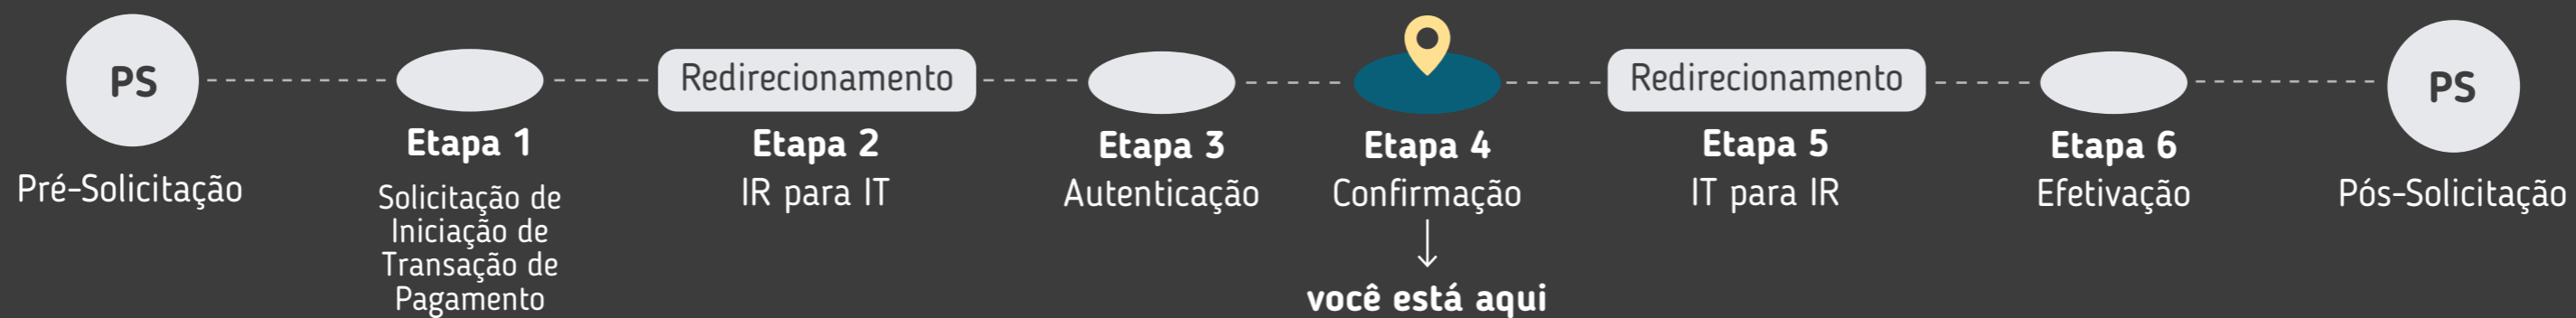 PS
Pré-Solicitação
Etapa 1
Solicitação de
Iniciação de
Transação de
Pagamento
Redirecionamento
Etapa 2
IR para IT
Etapa 3
Autenticação
Etapa 4
Confirmação
você está aqui
Redirecionamento
Etapa 5
IT para IR
Etapa 6
Efetivação
PS
Pós-Solicitação